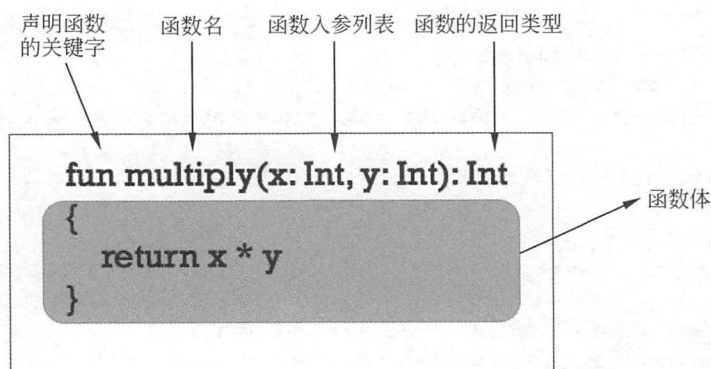 声明函数
的关键字
函数名
函数入参列表
函数的返回类型
fun multiply(x: Int, y: Int): Int
{
return x * y
}
函数体